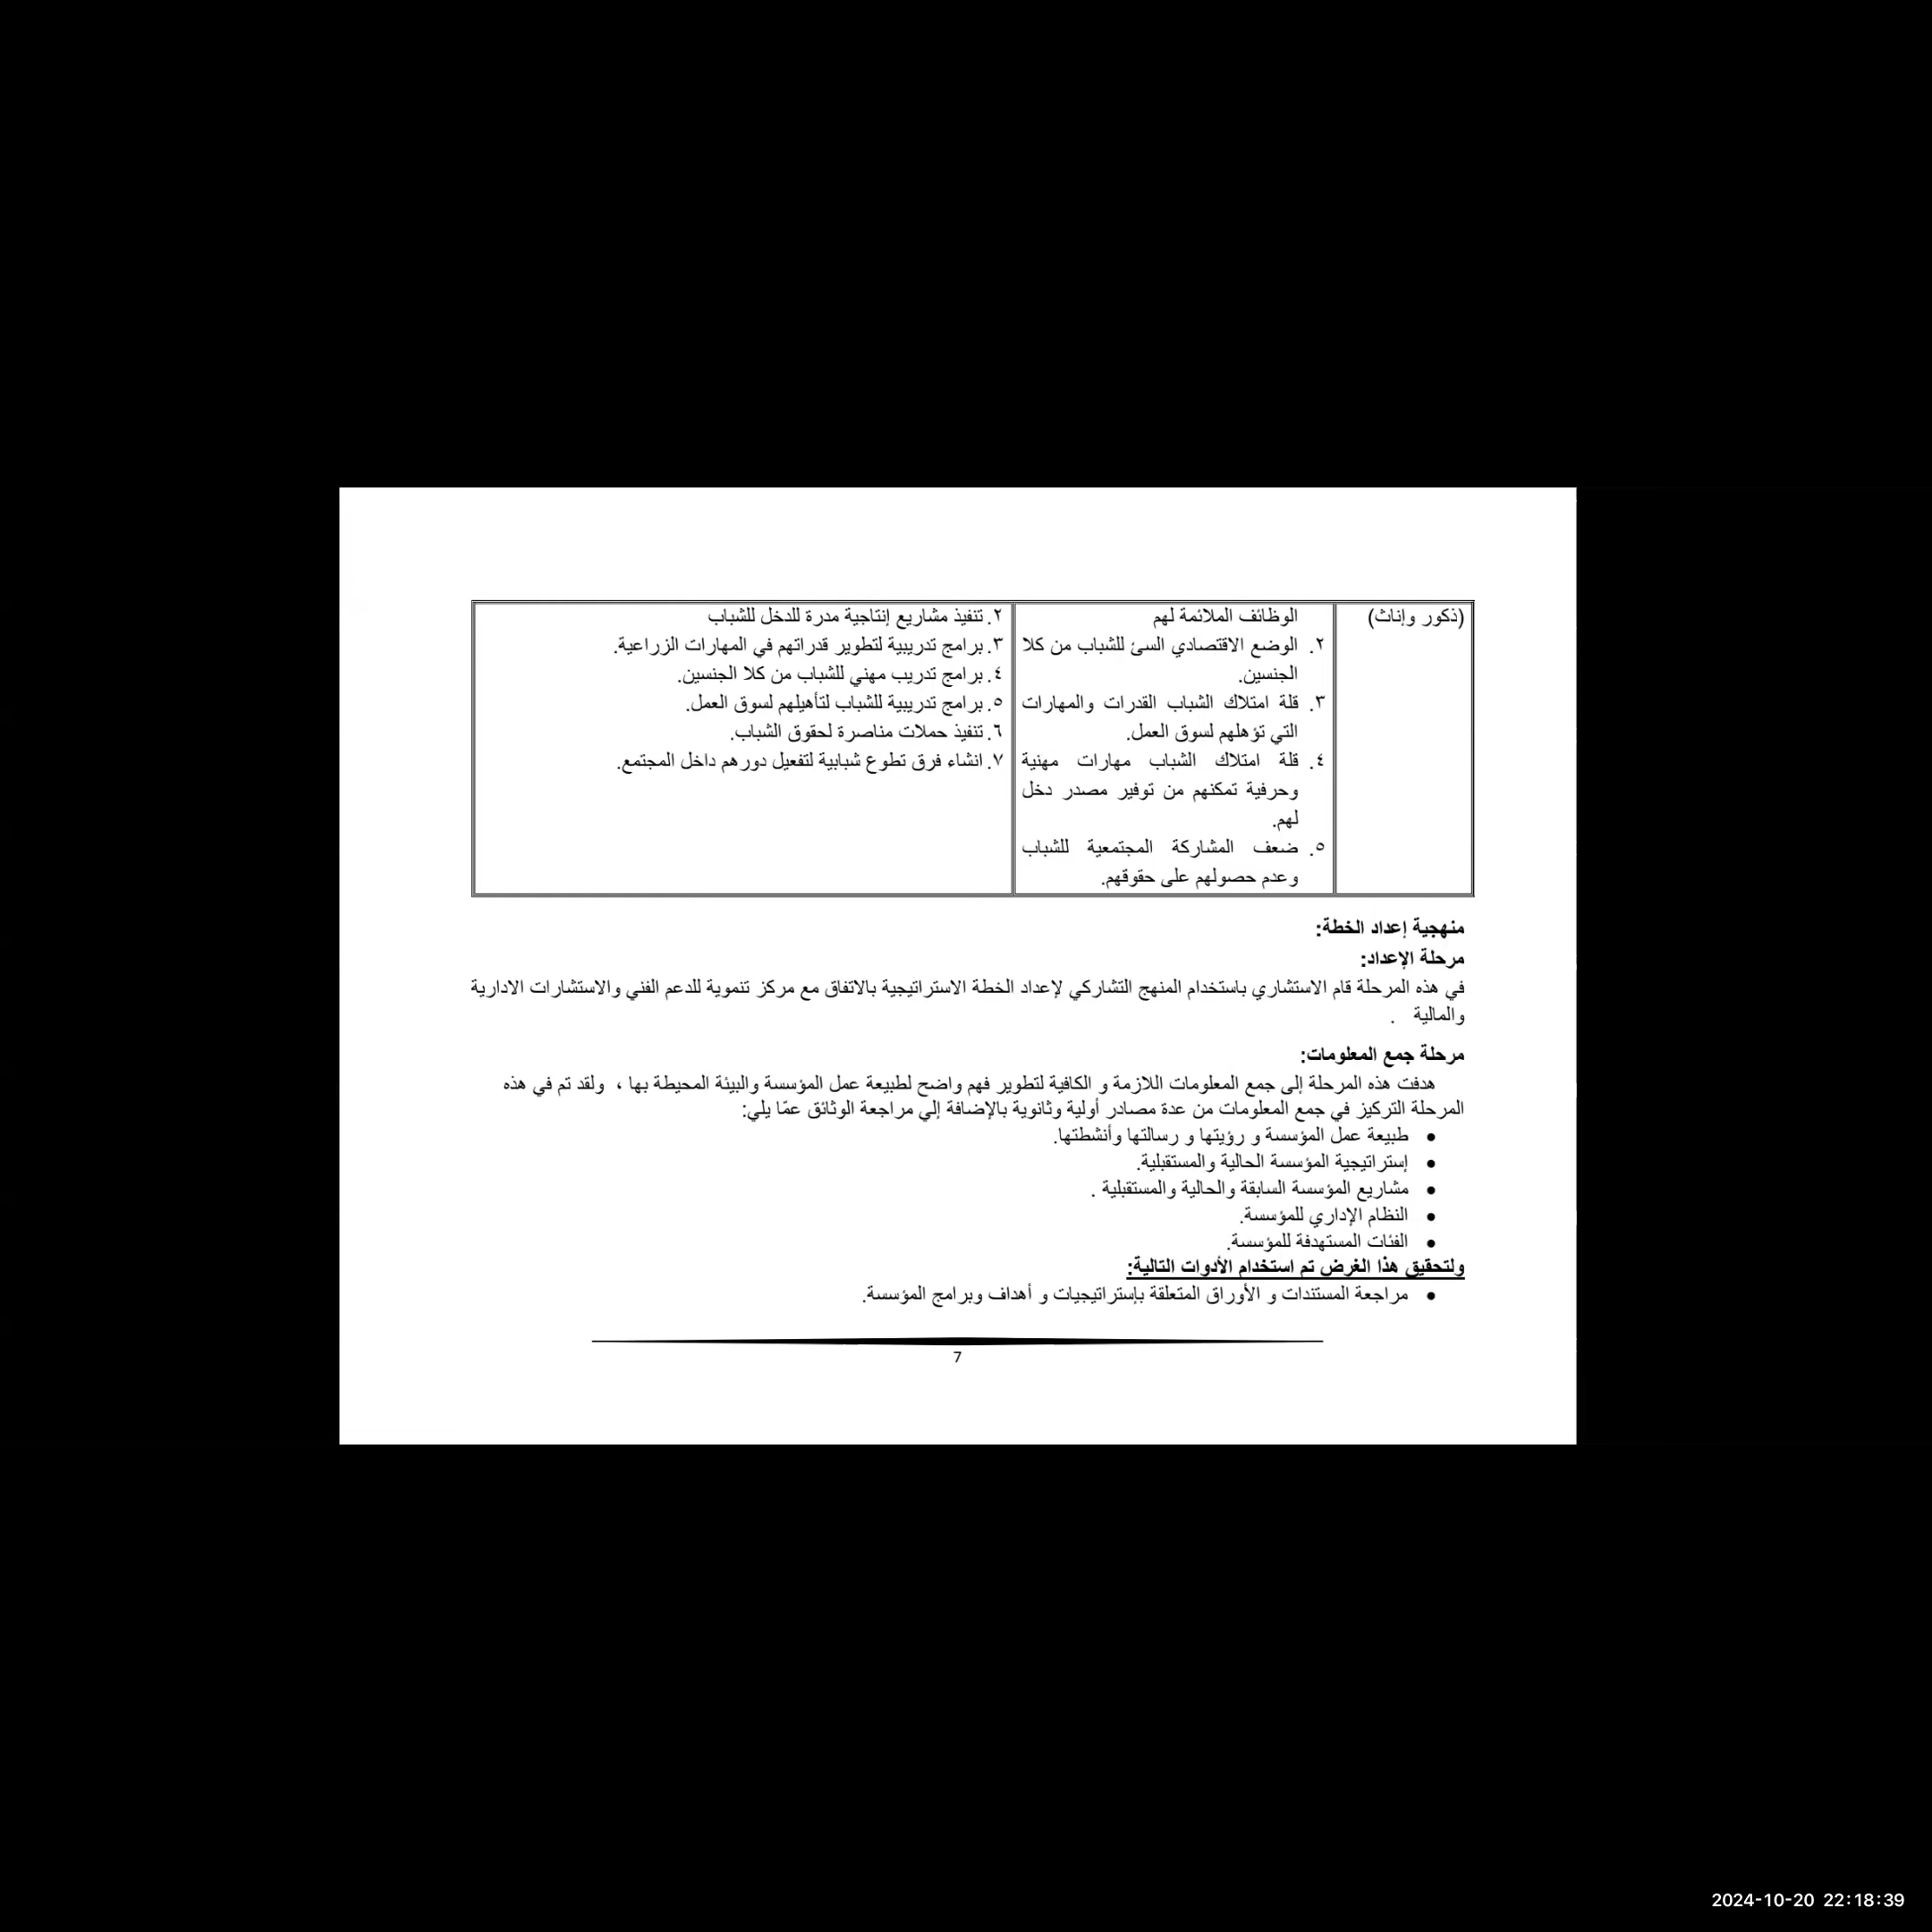 (ذكور وإناث)
الوظائف الملائمة لهم
٢. الوضع الاقتصادي السئ للشباب من كلا
الجنسين.
٣. قلة امتلاك الشباب القدرات والمهارات
التي تؤهلهم لسوق العمل.
٤. قلة امتلاك الشباب مهارات مهنية
وحرفية تمكنهم من توفير مصدر دخل
لهم.
٥. ضعف المشاركة المجتمعية للشباب
وعدم حصولهم على حقوقهم.
٢. تنفيذ مشاريع إنتاجية مدرة للدخل للشباب
٣. برامج تدريبية لتطوير قدراتهم في المهارات الزراعية.
٤. برامج تدريب مهني للشباب من كلا الجنسين.
٥. برامج تدريبية للشباب لتأهيلهم لسوق العمل.
٦. تنفيذ حملات مناصرة لحقوق الشباب.
٧. انشاء فرق تطوع شبابية لتفعيل دورهم داخل المجتمع.
منهجية إعداد الخطة:
مرحلة الإعداد:
في هذه المرحلة قام الاستشاري باستخدام المنهج التشاركي لإعداد الخطة الاستراتيجية بالاتفاق مع مركز تنموية للدعم الفني والاستشارات الادارية
والمالية .
مرحلة جمع المعلومات:
هدفت هذه المرحلة إلى جمع المعلومات اللازمة و الكافية لتطوير فهم واضح لطبيعة عمل المؤسسة والبيئة المحيطة بها ، ولقد تم في هذه
المرحلة التركيز في جمع المعلومات من عدة مصادر أولية وثانوية بالإضافة إلي مراجعة الوثائق عمّا يلي:
• طبيعة عمل المؤسسة و رؤيتها و رسالتها وأنشطتها.
• إستراتيجية المؤسسة الحالية والمستقبلية.
• مشاريع المؤسسة السابقة والحالية والمستقبلية .
• النظام الإداري للمؤسسة.
• الفئات المستهدفة للمؤسسة.
ولتحقيق هذا الغرض تم استخدام الأدوات التالية:
• مراجعة المستندات و الأوراق المتعلقة بإستراتيجيات و أهداف وبرامج المؤسسة.
7
2024-10-20 22:18:39